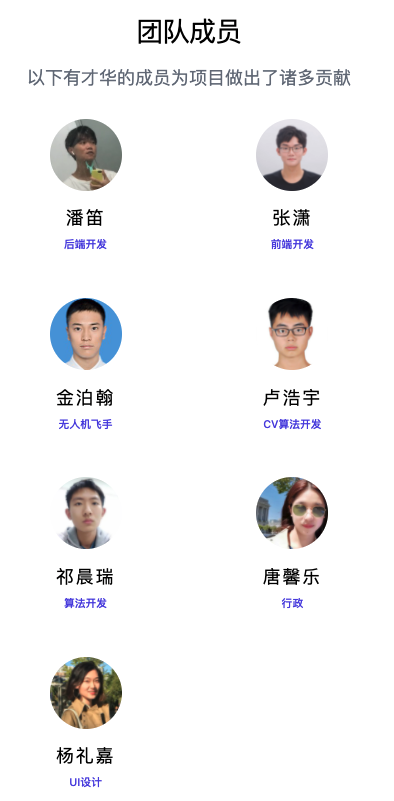 团队成员
以下有才华的成员为项目做出了诸多贡献
潘笛
后端开发
张潇
前端开发
金泊翰
无人机飞手
卢浩宇
CV算法开发
祁晨瑞
算法开发
唐馨乐
行政
杨礼嘉
UI设计